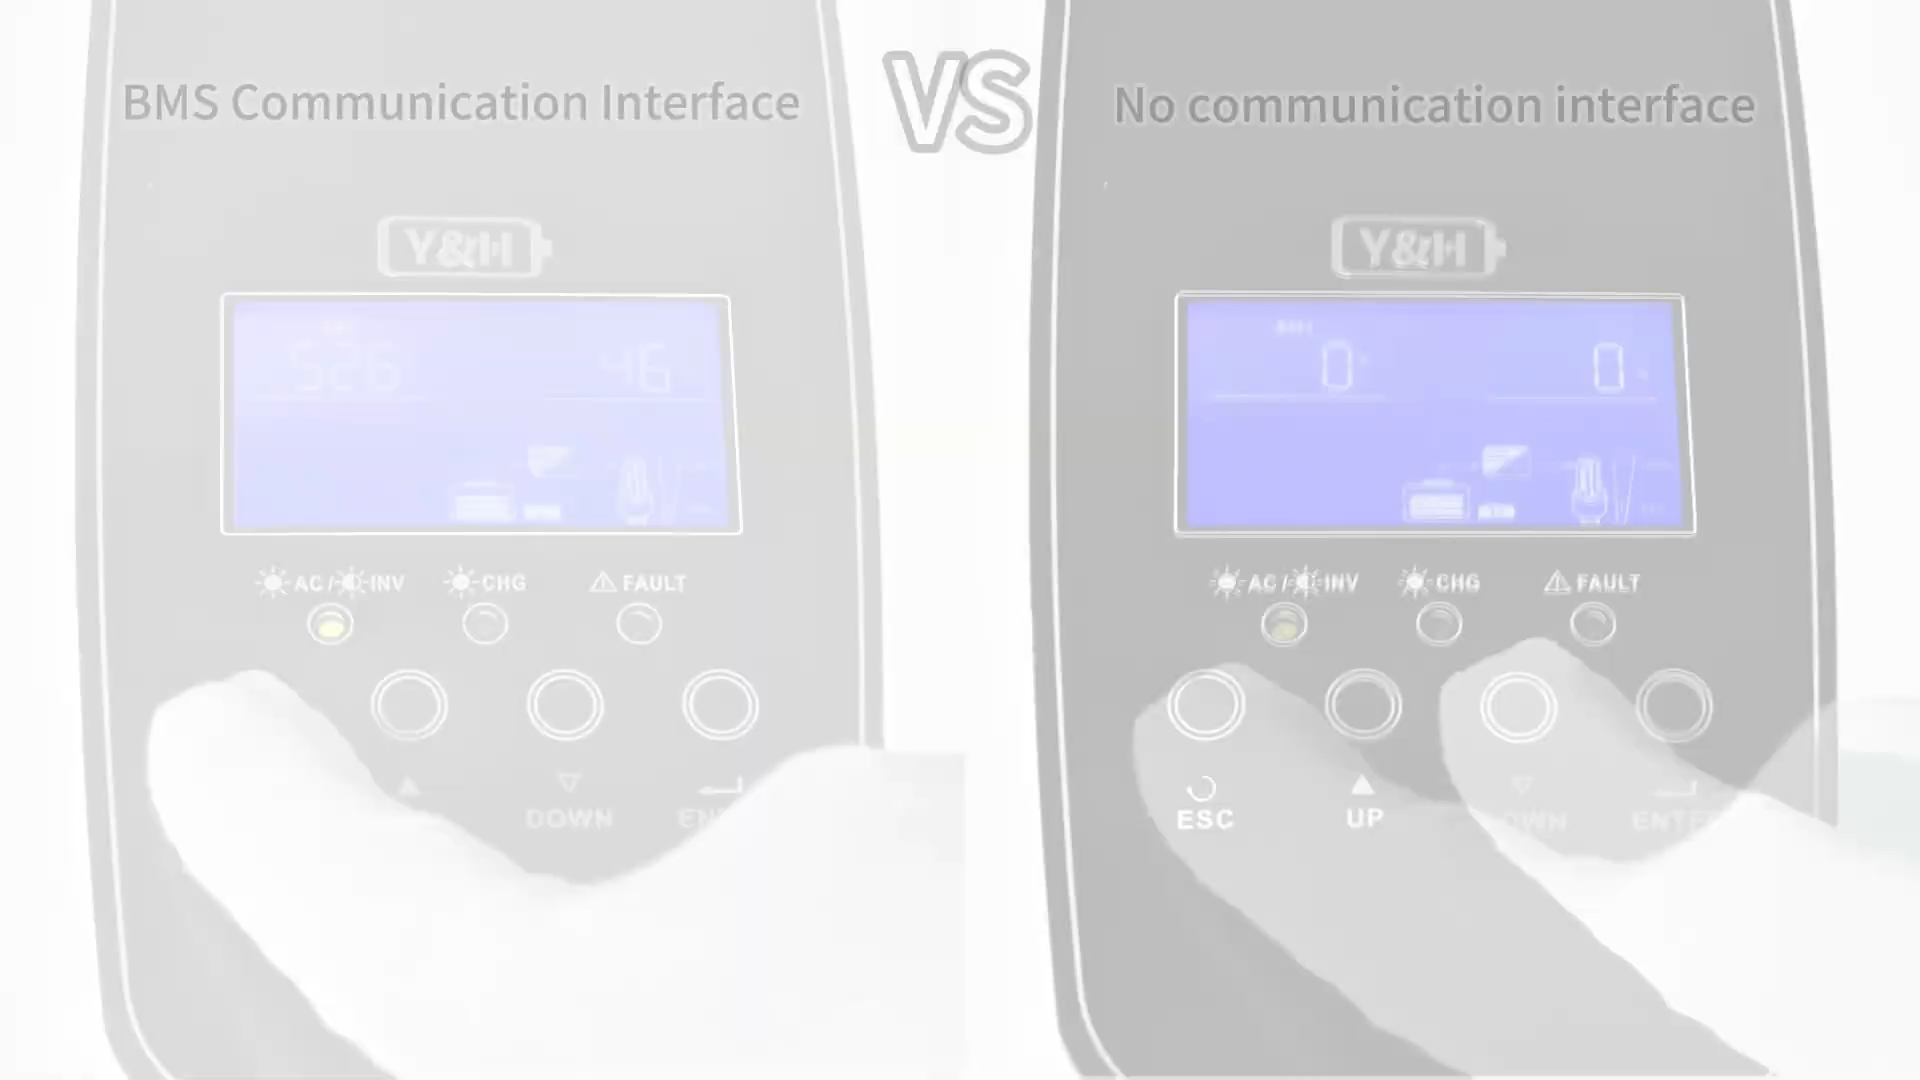 BMS Communication Interface
VS
No communication interface
Y&H
Y&H
526
46
BMS
0
0
AC / INV
CHG
FAULT
AC / INV
CHG
FAULT
DOWN
ESC
UP